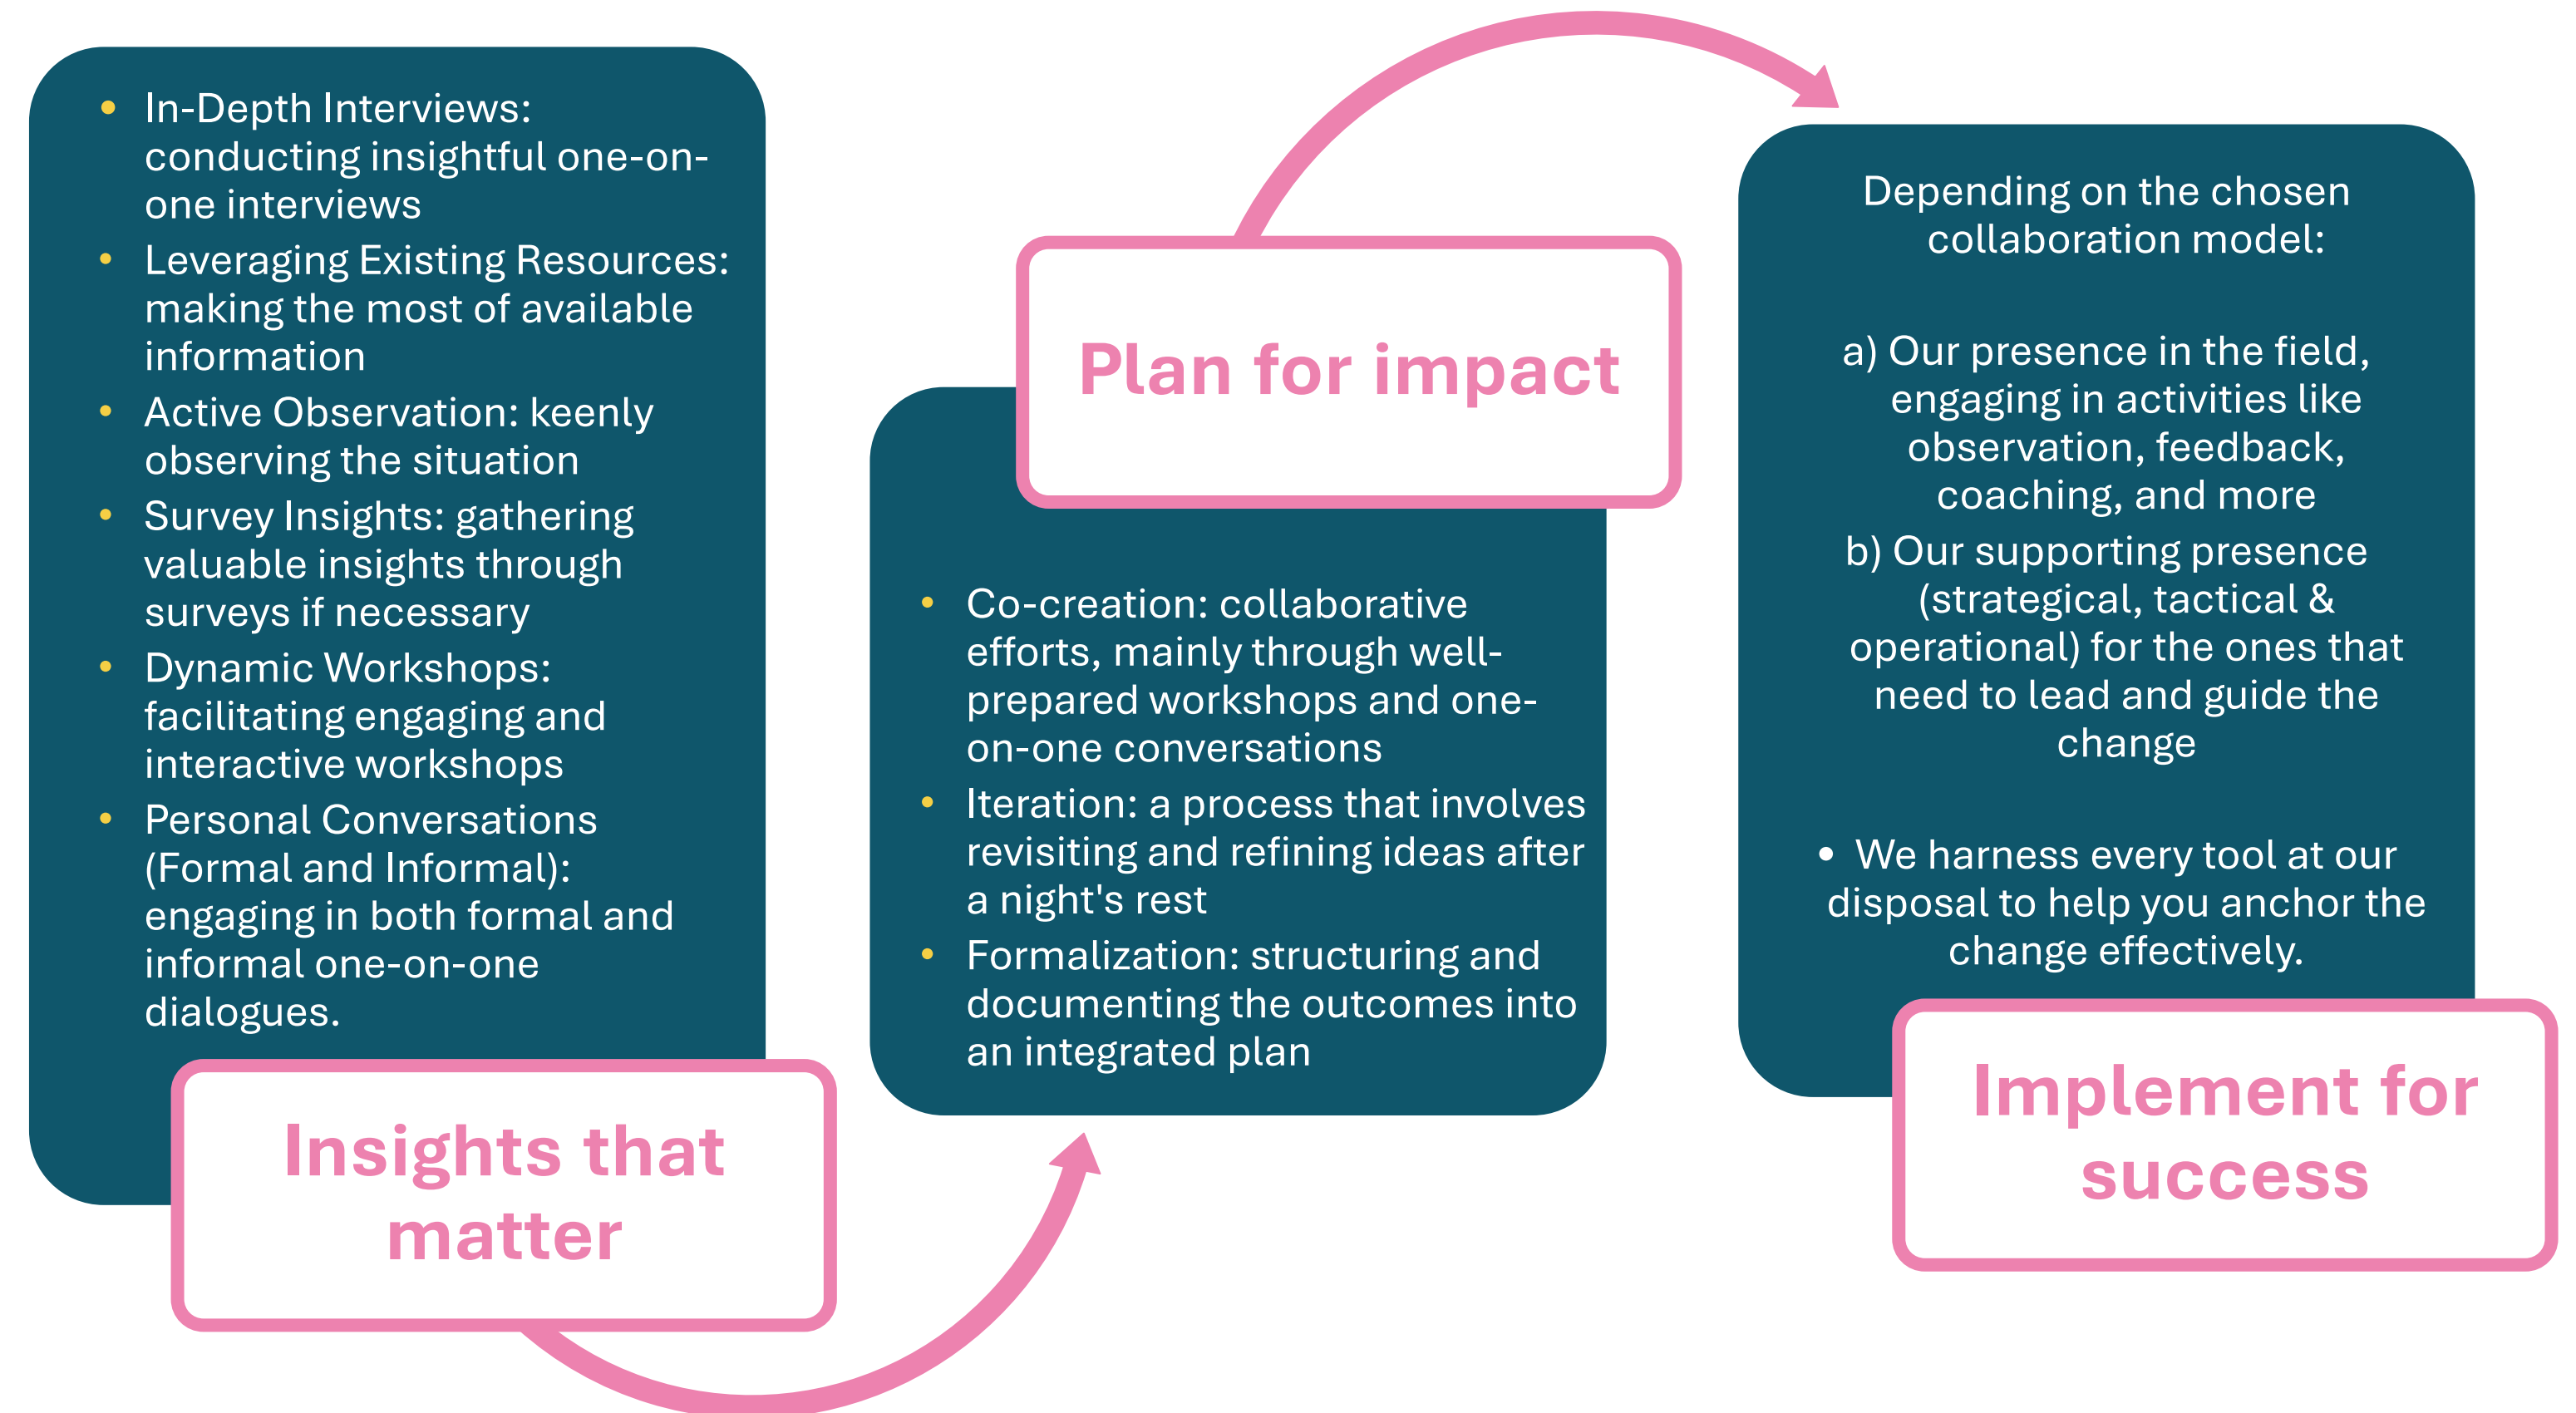 • In-Depth Interviews:
conducting insightful one-on-
one interviews
• Leveraging Existing Resources:
making the most of available
information
• Active Observation: keenly
observing the situation
• Survey Insights: gathering
valuable insights through
surveys if necessary
• Dynamic Workshops:
facilitating engaging and
interactive workshops
• Personal Conversations
(Formal and Informal):
engaging in both formal and
informal one-on-one
dialogues.
Insights that
matter
Plan for impact
• Co-creation: collaborative
efforts, mainly through well-
prepared workshops and one-
on-one conversations
• Iteration: a process that involves
revisiting and refining ideas after
a night's rest
• Formalization: structuring and
documenting the outcomes into
an integrated plan
Depending on the chosen
collaboration model:
a) Our presence in the field,
engaging in activities like
observation, feedback,
coaching, and more
b) Our supporting presence
(strategical, tactical &
operational) for the ones that
need to lead and guide the
change
• We harness every tool at our
disposal to help you anchor the
change effectively.
Implement for
success